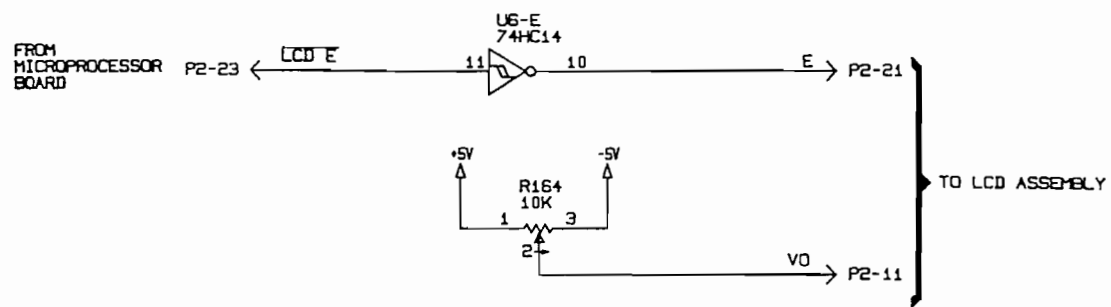 U6-E
74HC14
FROM
MICROPROCESSOR
BOARD
P2-23
LCD E
11
10
E
P2-21
+5V
-5V
R164
10K
1
3
2
TO LCD ASSEMBLY
VO
P2-11